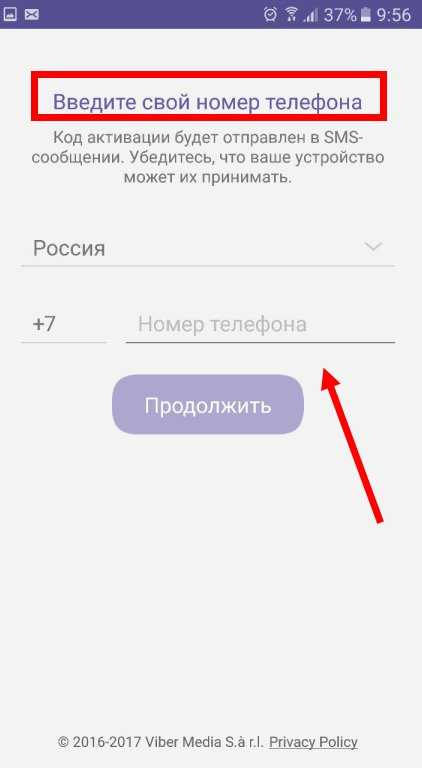 37% 9:56
Введите свой номер телефона
Код активации будет отправлен в SMS-
сообщении. Убедитесь, что ваше устройство
может их принимать.
Россия
+7 Номер телефона
Продолжить
© 2016-2017 Viber Media S.à r.l. Privacy Policy